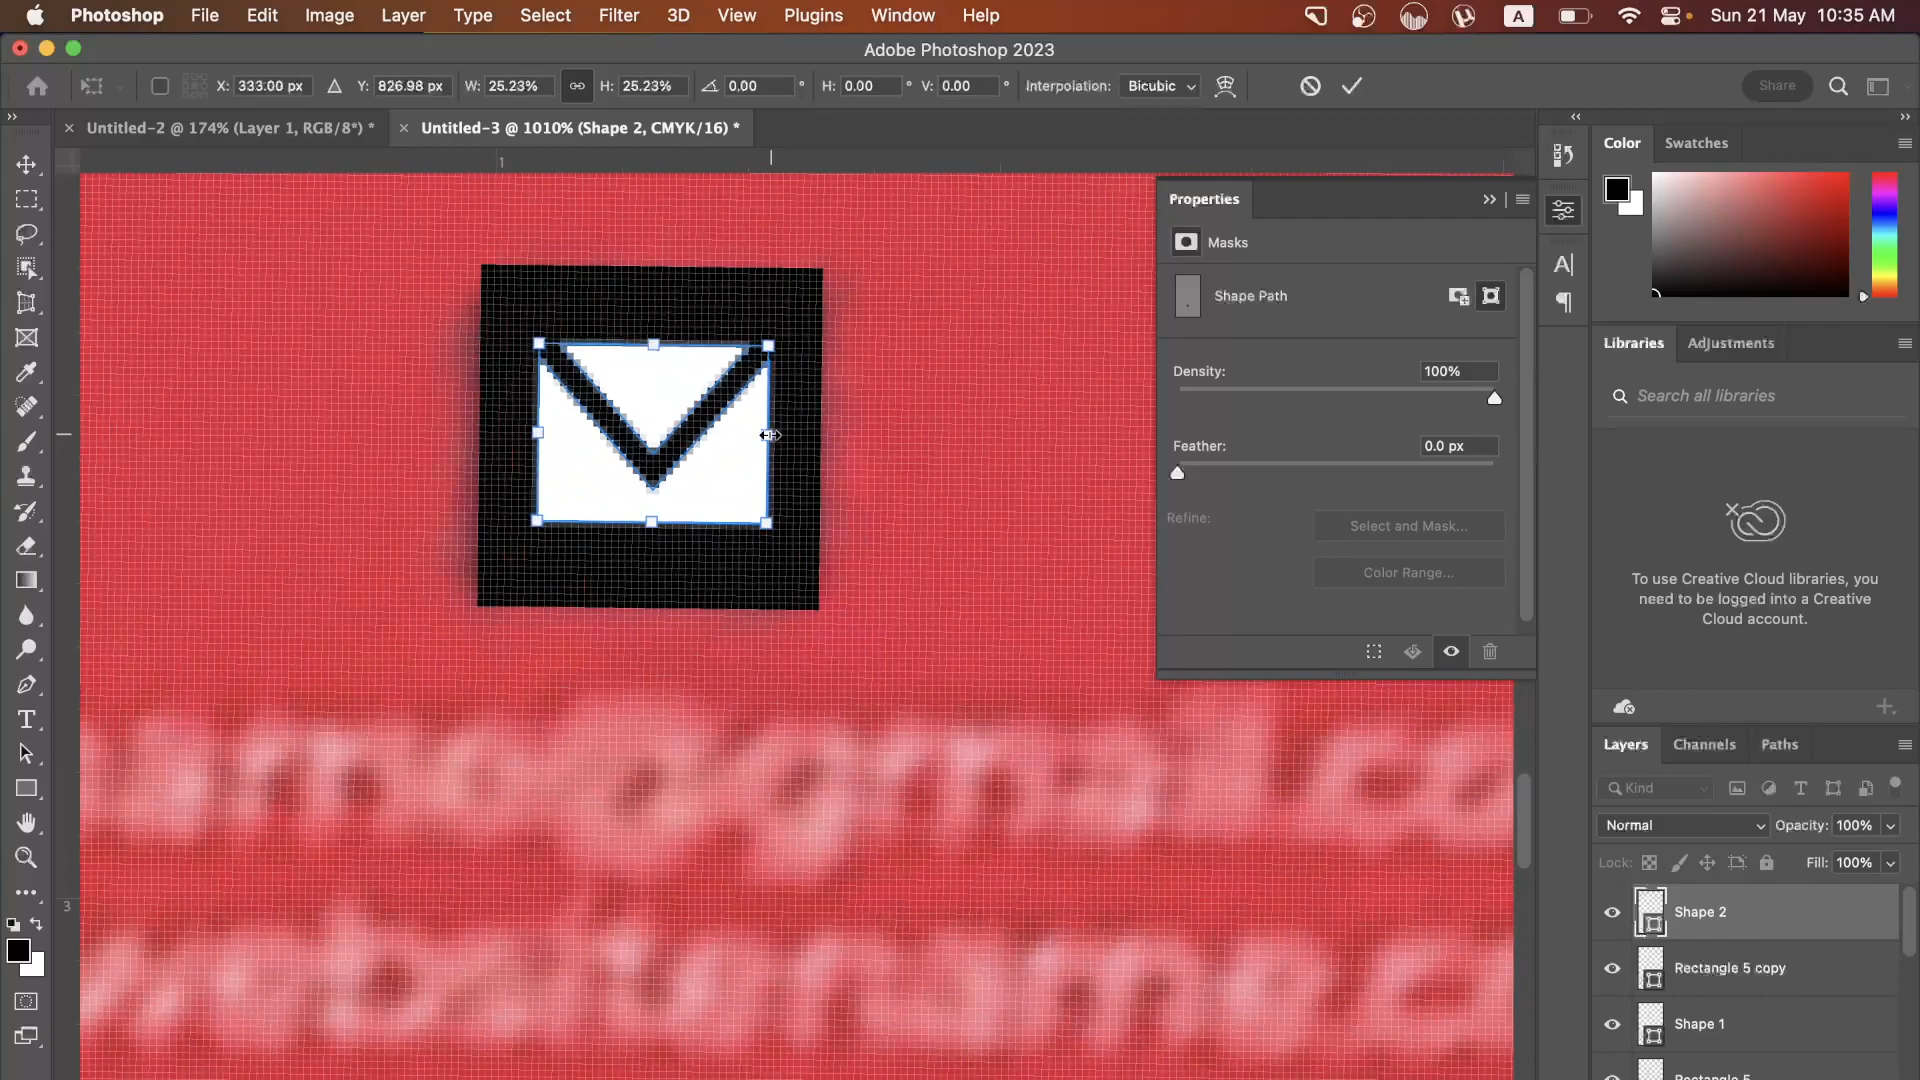 Photoshop File Edit Image Layer Type Select Filter 3D View Plugins Window Help A Sun 21 May 10:35 AM
Adobe Photoshop 2023
X: 333.00 px Y: 826.98 px W: 25.23% H: 25.23% 0.00 ° H: 0.00 ° V: 0.00 ° Interpolation: Bicubic Share
Untitled-2 @ 174% (Layer 1, RGB/8*) * Untitled-3 @ 1010% (Shape 2, CMYK/16) *
1
3
Properties
Masks
Shape Path
Density: 100%
Feather: 0.0 px
Refine: Select and Mask...
Color Range...
Color Swatches
Libraries Adjustments
Search all libraries
To use Creative Cloud libraries, you
need to be logged into a Creative
Cloud account.
Layers Channels Paths
Kind
Normal Opacity: 100%
Lock: Fill: 100%
Shape 2
Rectangle 5 copy
Shape 1
Rectangle 5